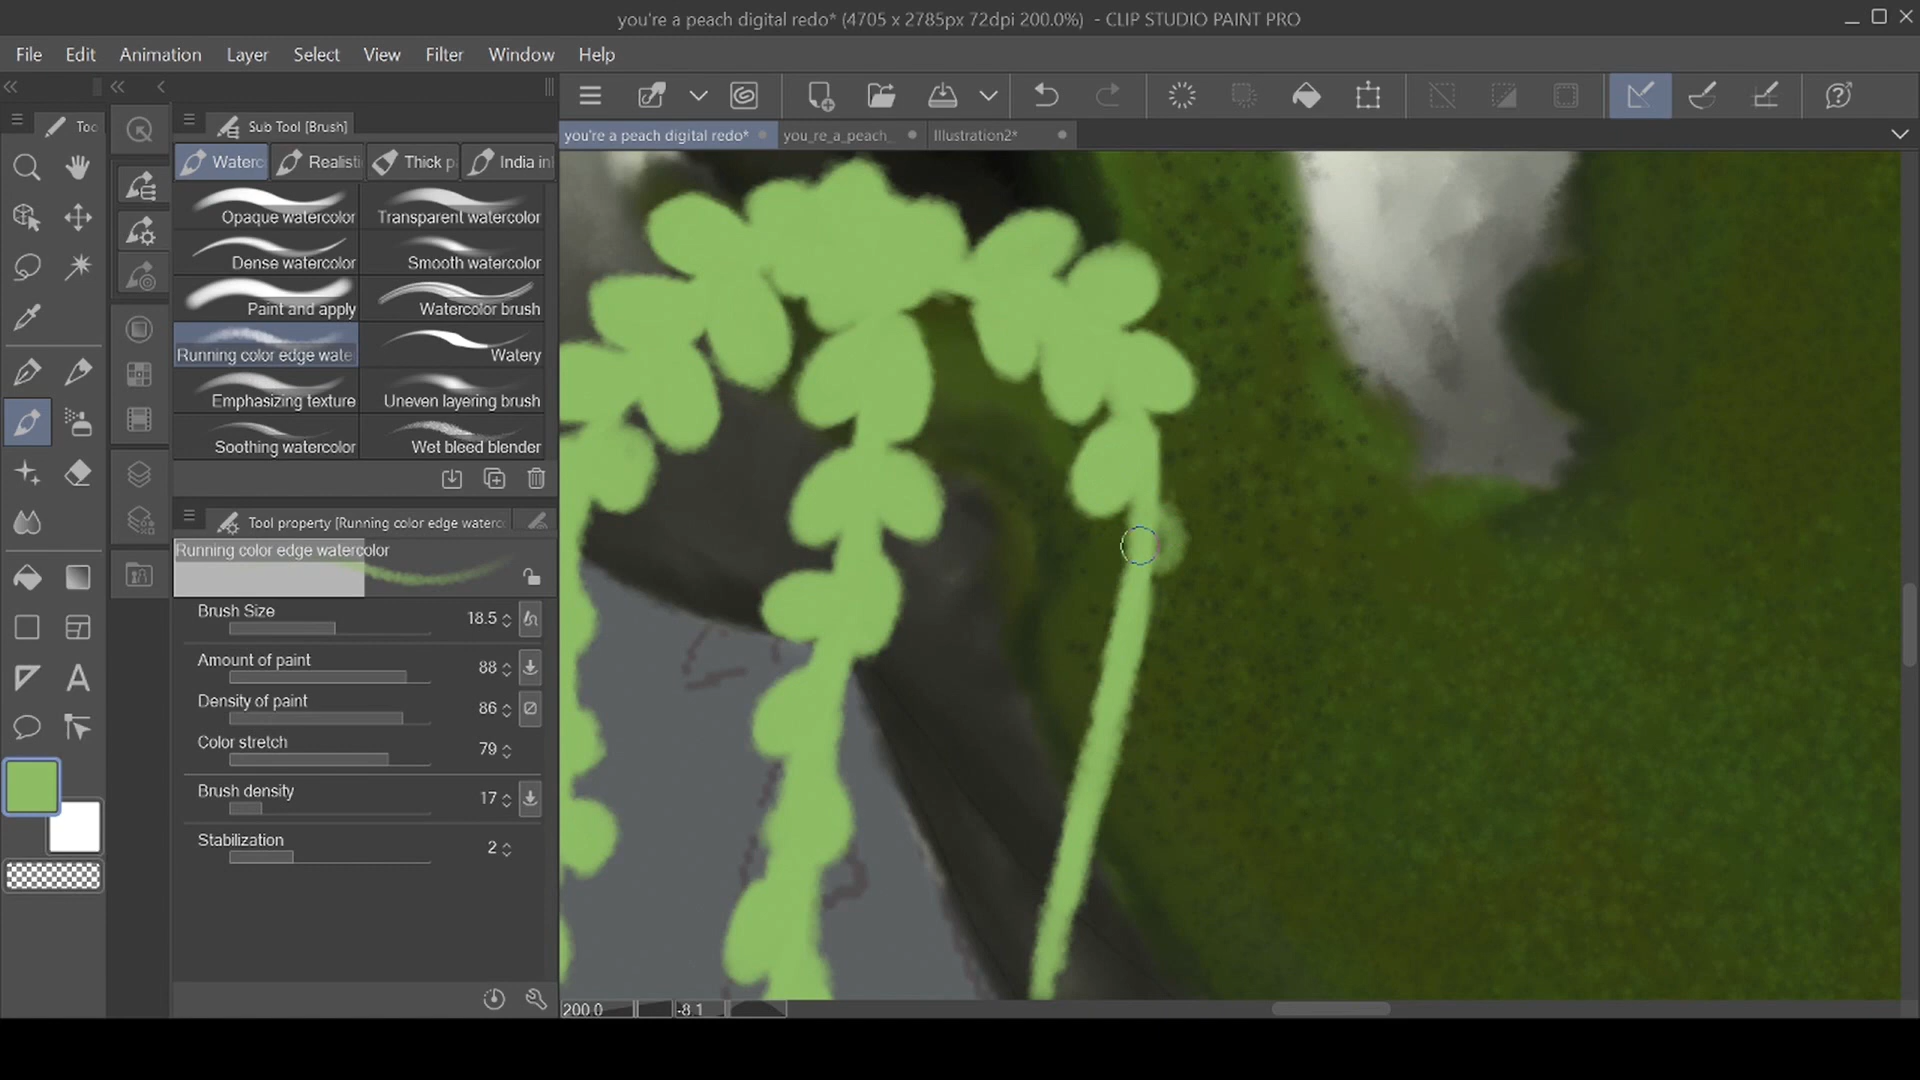 you're a peach digital redo* (4705 x 2785px 72dpi 200.0%) - CLIP STUDIO PAINT PRO
File Edit Animation Layer Select View Filter Window Help
Too
Sub Tool [Brush]
you're a peach digital redo*
you_re_a_peach_
Illustration2*
Waterc
Realisti
Thick p
India in
Opaque watercolor
Transparent watercolor
Dense watercolor
Smooth watercolor
Paint and apply
Watercolor brush
Running color edge wate
Watery
Emphasizing texture
Uneven layering brush
Soothing watercolor
Wet bleed blender
Tool property [Running color edge waterc
Running color edge watercolor
Brush Size 18.5
Amount of paint 88
Density of paint 86
Color stretch 79
Brush density 17
Stabilization 2
A
200.0
-8.1